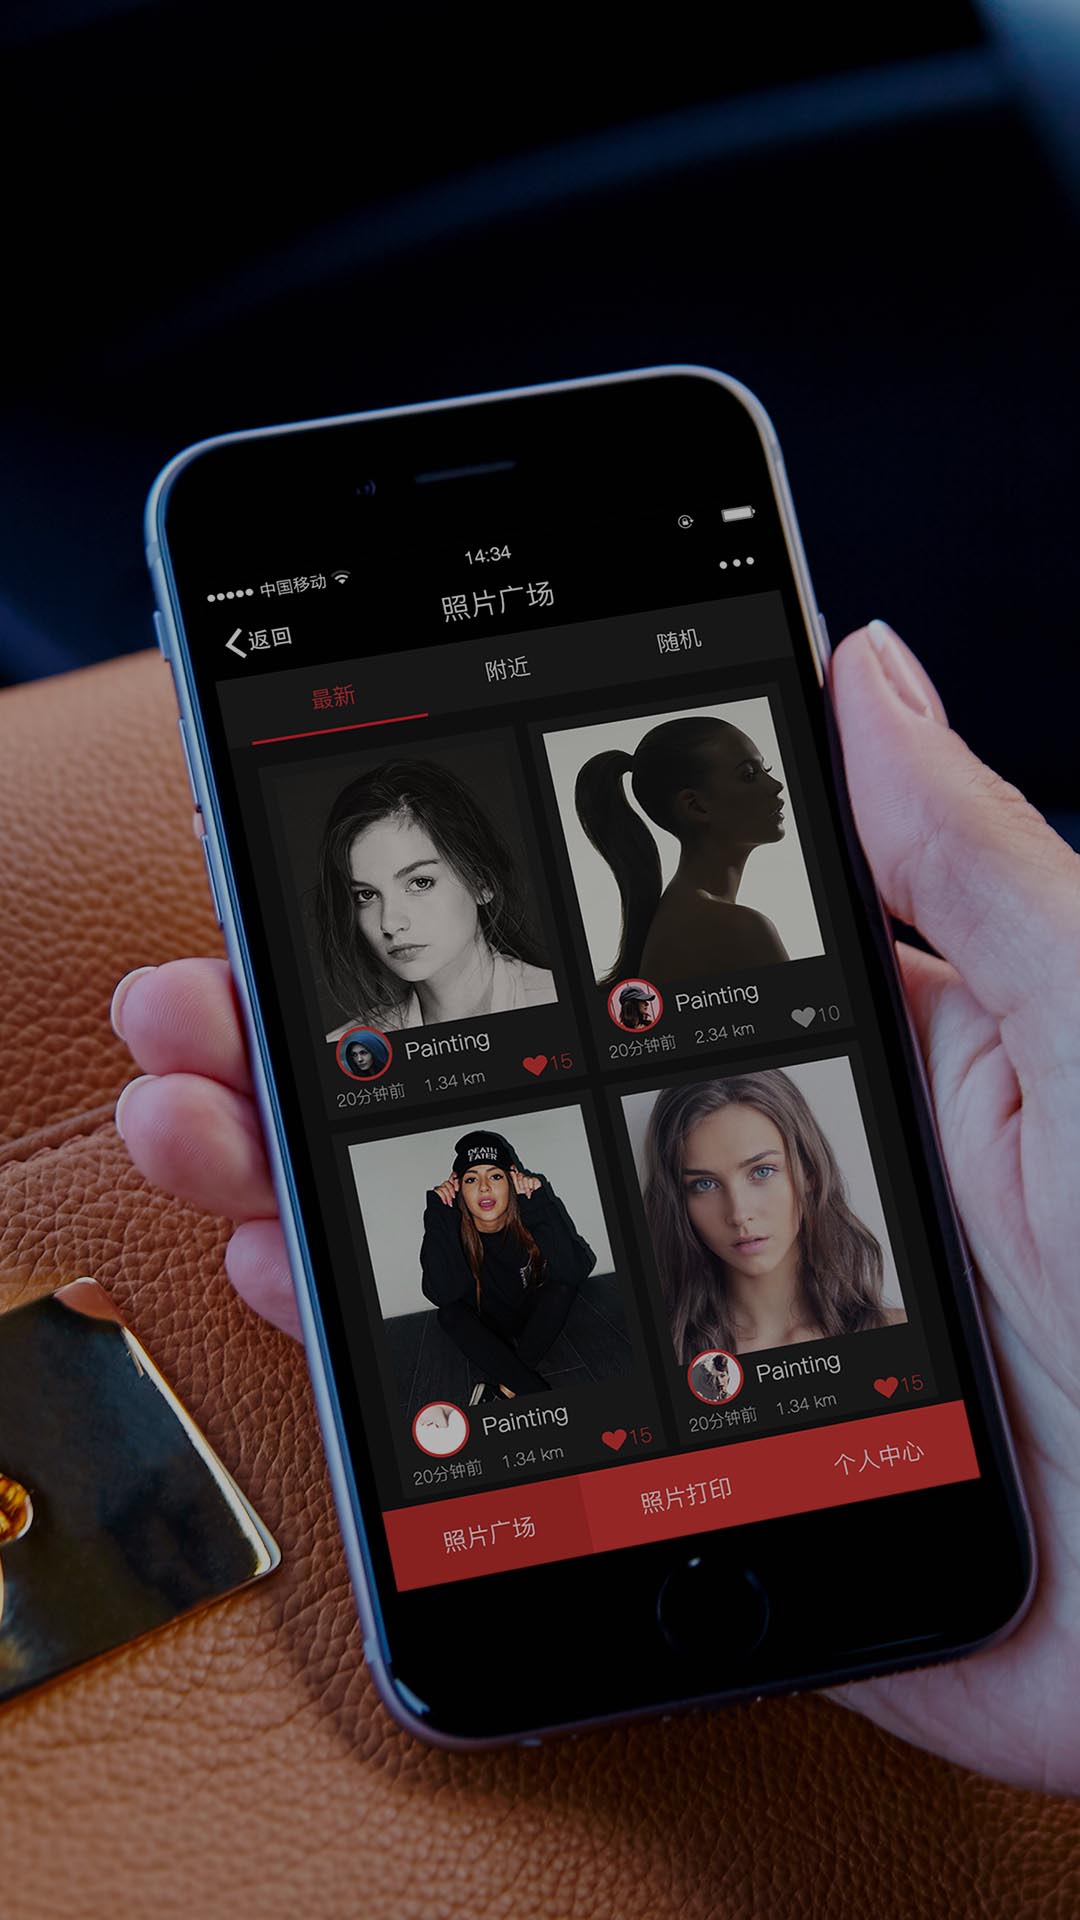 14:34
中国移动
返回
照片广场
最新
附近
随机
Painting
20分钟前 1.34 km 15
Painting
20分钟前 2.34 km 10
DEATH
EATER
Painting
20分钟前 1.34 km 15
Painting
20分钟前 1.34 km 15
照片广场
照片打印
个人中心